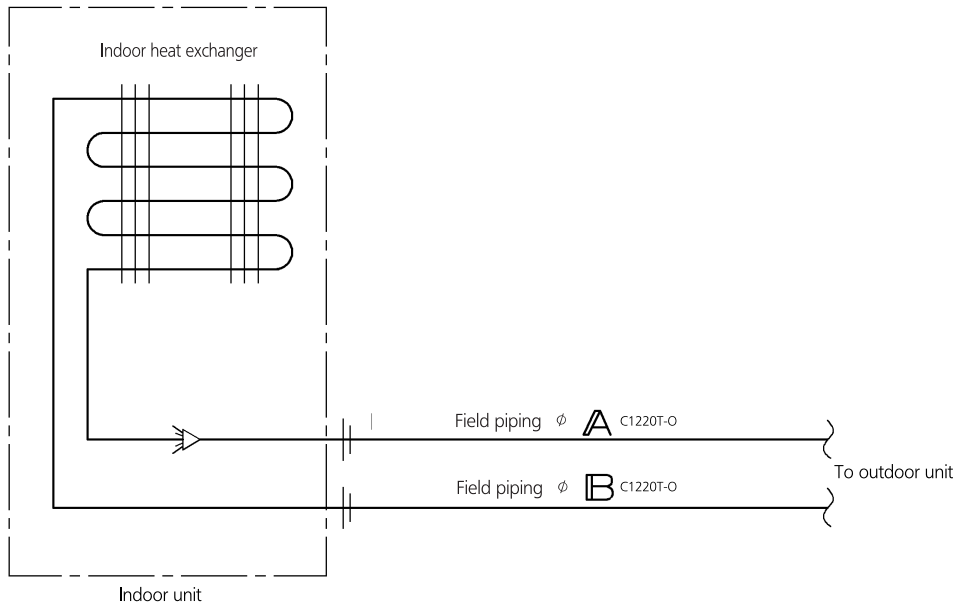 Indoor heat exchanger
Field piping ϕ A C1220T-O
To outdoor unit
Field piping ϕ B C1220T-O
Indoor unit